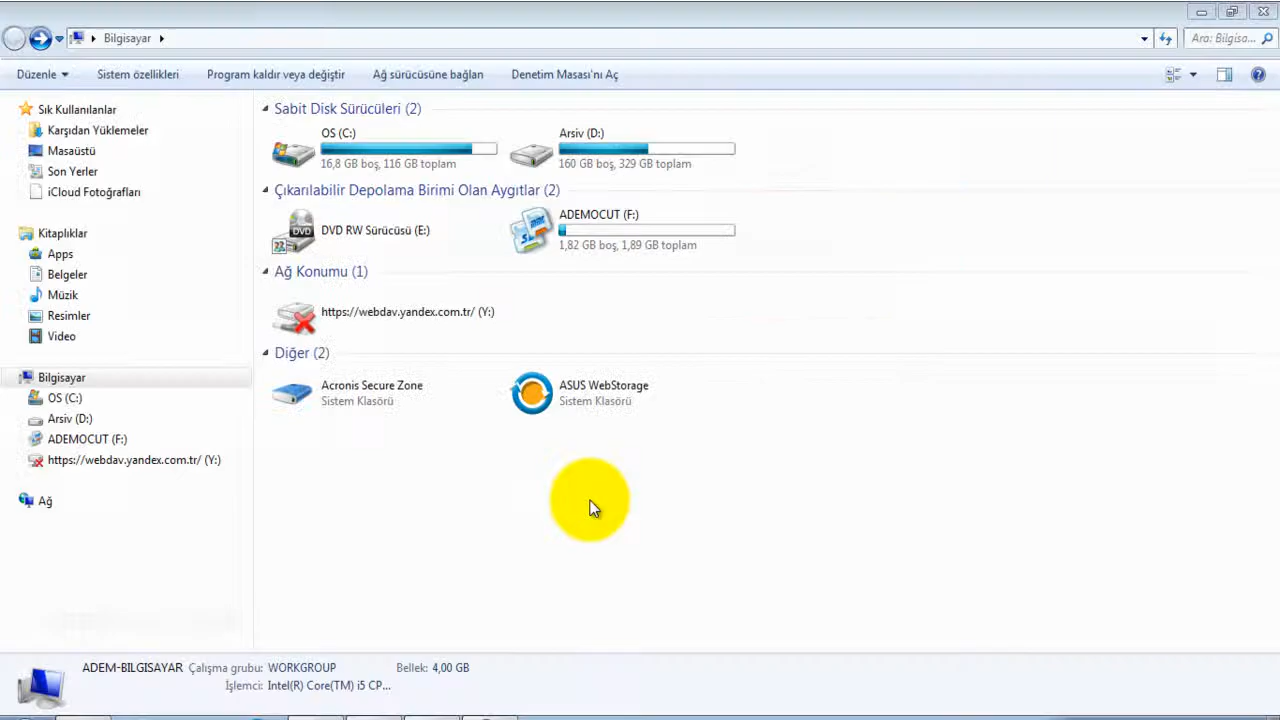 Bilgisayar
Ara: Bilgisa...
Düzenle
Sistem özellikleri
Program kaldır veya değiştir
Ağ sürücüsüne bağlan
Denetim Masası'nı Aç
Sık Kullanılanlar
Karşıdan Yüklemeler
Masaüstü
Son Yerler
iCloud Fotoğrafları
Kitaplıklar
Apps
Belgeler
Müzik
Resimler
Video
Bilgisayar
OS (C:)
Arsiv (D:)
ADEMOCUT (F:)
https://webdav.yandex.com.tr/ (Y:)
Ağ
Sabit Disk Sürücüleri (2)
OS (C:)
16,8 GB boş, 116 GB toplam
Arsiv (D:)
160 GB boş, 329 GB toplam
Çıkarılabilir Depolama Birimi Olan Aygıtlar (2)
DVD
DVD RW Sürücüsü (E:)
ADEMOCUT (F:)
1,82 GB boş, 1,89 GB toplam
Ağ Konumu (1)
https://webdav.yandex.com.tr/ (Y:)
Diğer (2)
Acronis Secure Zone
Sistem Klasörü
ASUS WebStorage
Sistem Klasörü
ADEM-BILGISAYAR Çalışma grubu: WORKGROUP Bellek: 4,00 GB
İşlemci: Intel(R) Core(TM) i5 CP...